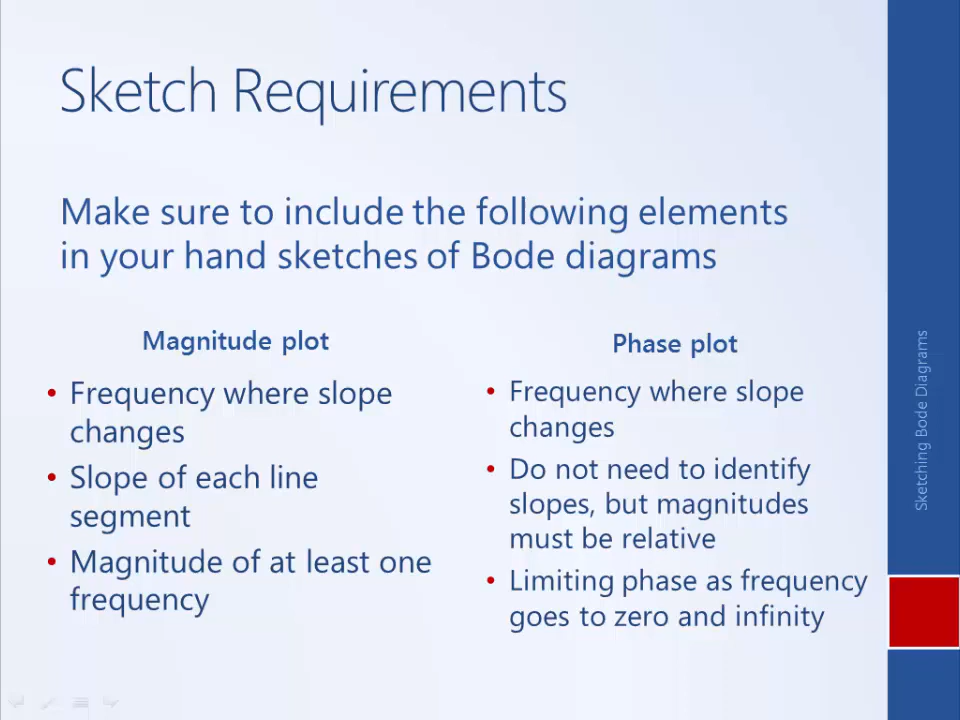 Sketch Requirements
Make sure to include the following elements
in your hand sketches of Bode diagrams
Magnitude plot
• Frequency where slope
changes
• Slope of each line
segment
• Magnitude of at least one
frequency
Phase plot
• Frequency where slope
changes
• Do not need to identify
slopes, but magnitudes
must be relative
• Limiting phase as frequency
goes to zero and infinity
Sketching Bode Diagrams